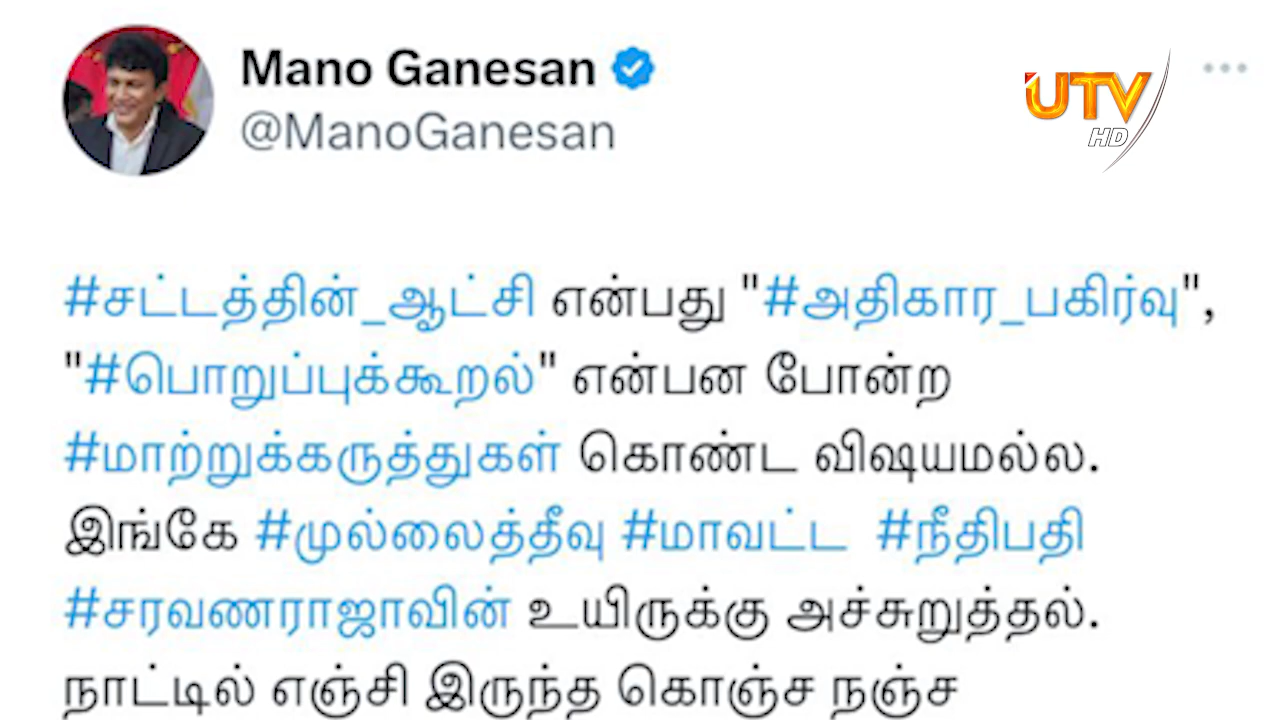 Mano Ganesan
@ManoGanesan
UTV
HD
#சட்டத்தின்_ஆட்சி என்பது "#அதிகார_பகிர்வு",
"#பொறுப்புக்கூறல்" என்பன போன்ற
#மாற்றுக்கருத்துகள் கொண்ட விஷயமல்ல.
இங்கே #முல்லைத்தீவு #மாவட்ட #நீதிபதி
#சரவணராஜாவின் உயிருக்கு அச்சுறுத்தல்.
நாட்டில் எஞ்சி இருந்த கொஞ்ச நஞ்ச